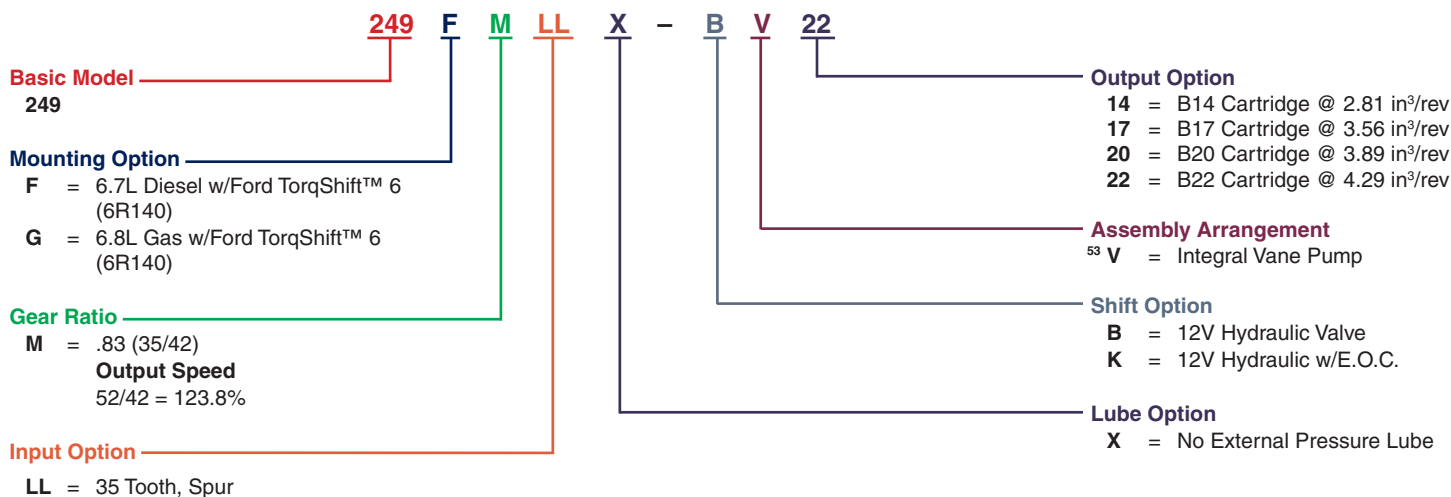 249 F M LL X – B V 22
Basic Model
249
Mounting Option
F = 6.7L Diesel w/Ford TorqShift™ 6
(6R140)
G = 6.8L Gas w/Ford TorqShift™ 6
(6R140)
Gear Ratio
M = .83 (35/42)
Output Speed
52/42 = 123.8%
Input Option
LL = 35 Tooth, Spur
Output Option
14 = B14 Cartridge @ 2.81 in³/rev
17 = B17 Cartridge @ 3.56 in³/rev
20 = B20 Cartridge @ 3.89 in³/rev
22 = B22 Cartridge @ 4.29 in³/rev
Assembly Arrangement
⁵³ V = Integral Vane Pump
Shift Option
B = 12V Hydraulic Valve
K = 12V Hydraulic w/E.O.C.
Lube Option
X = No External Pressure Lube